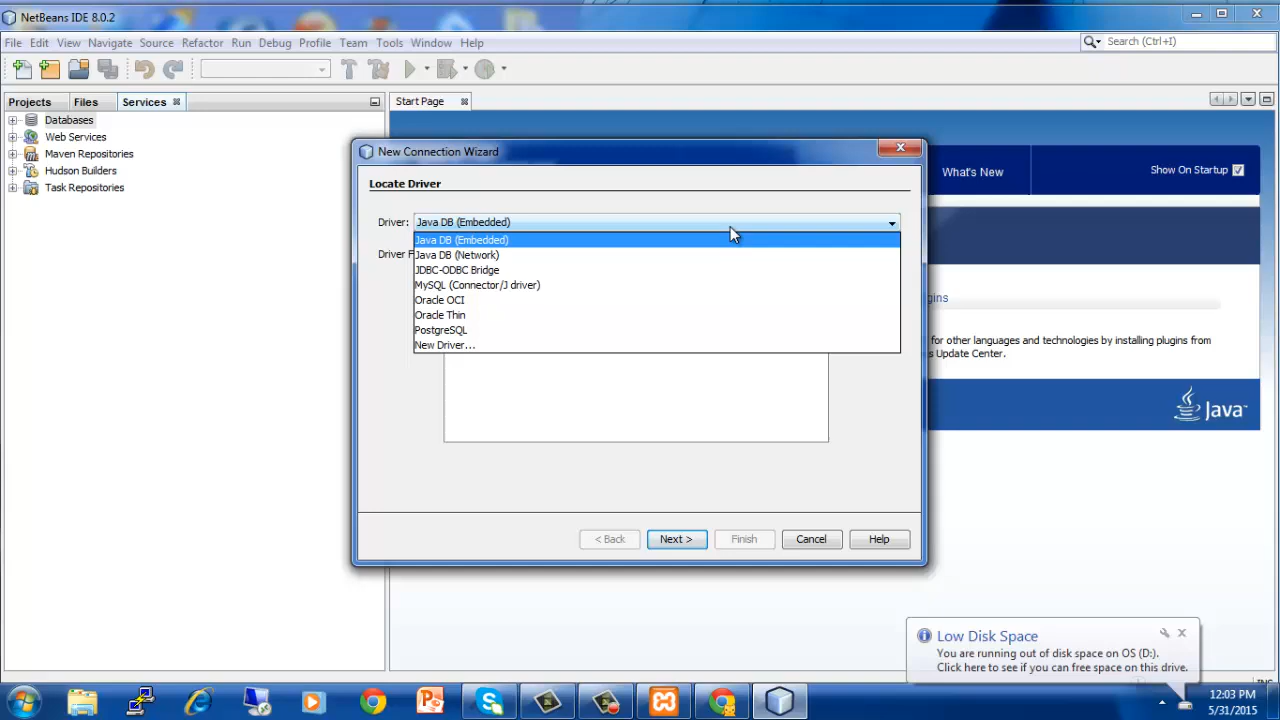 NetBeans IDE 8.0.2
File Edit View Navigate Source Refactor Run Debug Profile Team Tools Window Help
Search (Ctrl+I)
Projects Files Services
Start Page
Databases
Web Services
Maven Repositories
Hudson Builders
Task Repositories
New Connection Wizard
What's New
Show On Startup
Locate Driver
Driver: Java DB (Embedded)
Java DB (Embedded)
Driver F
Java DB (Network)
JDBC-ODBC Bridge
MySQL (Connector/J driver)
Oracle OCI
Oracle Thin
PostgreSQL
New Driver...
for other languages and technologies by installing plugins from
Update Center.
Java
< Back Next > Finish Cancel Help
Low Disk Space
You are running out of disk space on OS (D:).
Click here to see if you can free space on this drive.
12:03 PM
5/31/2015